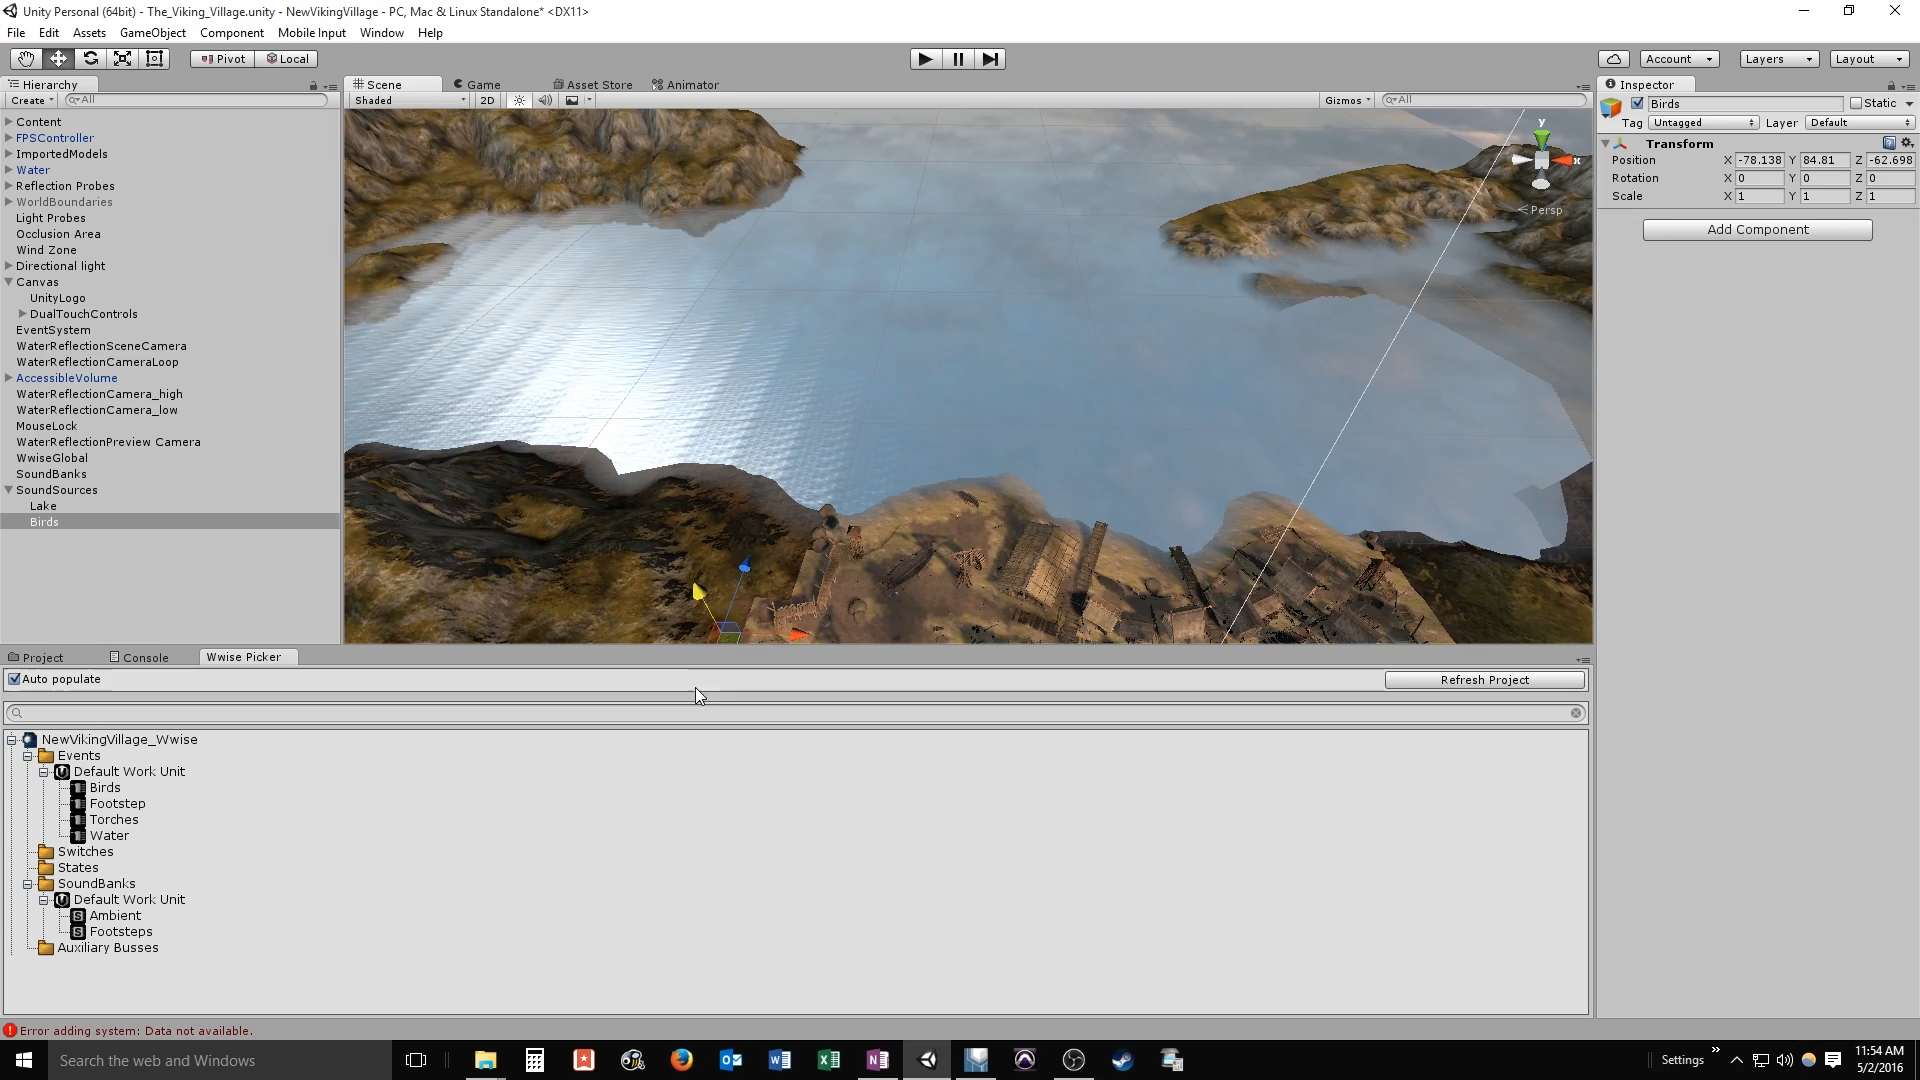 Unity Personal (64bit) - The_Viking_Village.unity - NewVikingVillage - PC, Mac & Linux Standalone* <DX11>
File Edit Assets GameObject Component Mobile Input Window Help
Pivot Local Account Layers Layout
Hierarchy
Create All
Content
FPSController
ImportedModels
Water
Reflection Probes
WorldBoundaries
Light Probes
Occlusion Area
Wind Zone
Directional light
Canvas
UnityLogo
DualTouchControls
EventSystem
WaterReflectionSceneCamera
WaterReflectionCameraLoop
AccessibleVolume
WaterReflectionCamera_high
WaterReflectionCamera_low
MouseLock
WaterReflectionPreview Camera
WwiseGlobal
SoundBanks
SoundSources
Lake
Birds
Scene Game Asset Store Animator
Shaded 2D Gizmos All
y
x
Persp
Inspector
Birds Static
Tag Untagged Layer Default
Transform
Position X -78.138 Y 84.81 Z -62.698
Rotation X 0 Y 0 Z 0
Scale X 1 Y 1 Z 1
Add Component
Project Console Wwise Picker
Auto populate Refresh Project
NewVikingVillage_Wwise
Events
Default Work Unit
Birds
Footstep
Torches
Water
Switches
States
SoundBanks
Default Work Unit
Ambient
Footsteps
Auxiliary Busses
Error adding system: Data not available.
Search the web and Windows
Settings
11:54 AM
5/2/2016